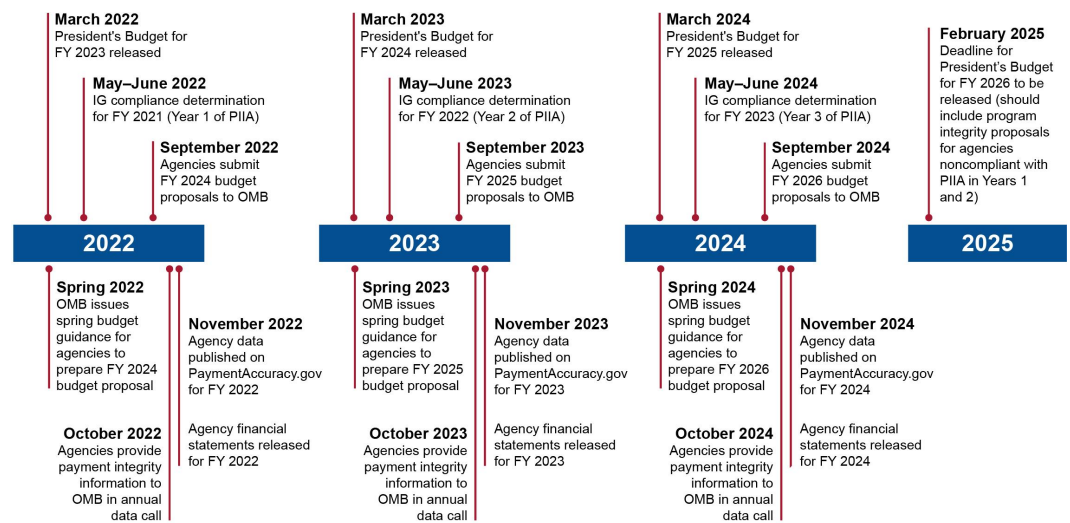 March 2022
President's Budget for
FY 2023 released
May–June 2022
IG compliance determination
for FY 2021 (Year 1 of PIIA)
September 2022
Agencies submit
FY 2024 budget
proposals to OMB
2022
Spring 2022
OMB issues
spring budget
guidance for
agencies to
prepare FY 2024
budget proposal
October 2022
Agencies provide
payment integrity
information to
OMB in annual
data call
November 2022
Agency data
published on
PaymentAccuracy.gov
for FY 2022
Agency financial
statements released
for FY 2022
March 2023
President's Budget for
FY 2024 released
May–June 2023
IG compliance determination
for FY 2022 (Year 2 of PIIA)
September 2023
Agencies submit
FY 2025 budget
proposals to OMB
2023
Spring 2023
OMB issues
spring budget
guidance for
agencies to
prepare FY 2025
budget proposal
October 2023
Agencies provide
payment integrity
information to
OMB in annual
data call
November 2023
Agency data
published on
PaymentAccuracy.gov
for FY 2023
Agency financial
statements released
for FY 2023
March 2024
President's Budget for
FY 2025 released
May–June 2024
IG compliance determination
for FY 2023 (Year 3 of PIIA)
September 2024
Agencies submit
FY 2026 budget
proposals to OMB
2024
Spring 2024
OMB issues
spring budget
guidance for
agencies to
prepare FY 2026
budget proposal
October 2024
Agencies provide
payment integrity
information to
OMB in annual
data call
November 2024
Agency data
published on
PaymentAccuracy.gov
for FY 2024
Agency financial
statements released
for FY 2024
February 2025
Deadline for
President's Budget
for FY 2026 to be
released (should
include program
integrity proposals
for agencies
noncompliant with
PIIA in Years 1
and 2)
2025